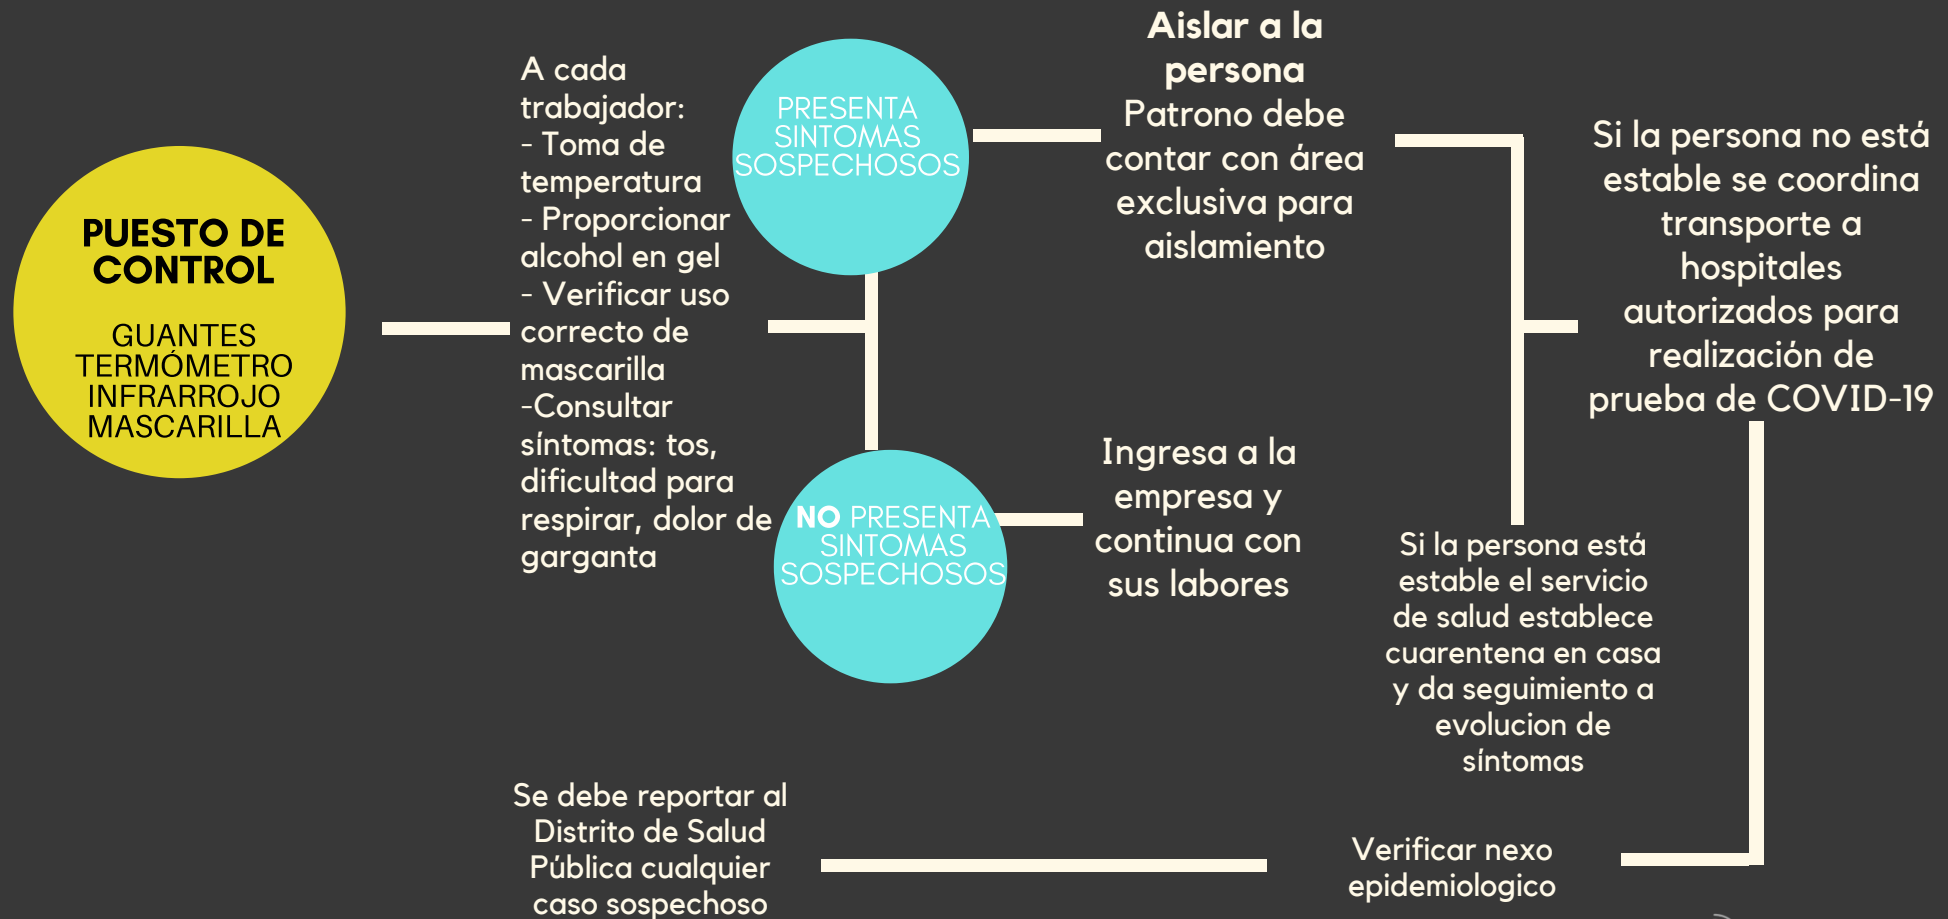 PUESTO DE
CONTROL
GUANTES
TERMÓMETRO
INFRARROJO
MASCARILLA
A cada
trabajador:
- Toma de
temperatura
- Proporcionar
alcohol en gel
- Verificar uso
correcto de
mascarilla
-Consultar
síntomas: tos,
dificultad para
respirar, dolor de
garganta
PRESENTA
SINTOMAS
SOSPECHOSOS
Aislar a la
persona
Patrono debe
contar con área
exclusiva para
aislamiento
NO PRESENTA
SINTOMAS
SOSPECHOSOS
Ingresa a la
empresa y
continua con
sus labores
Si la persona no está
estable se coordina
transporte a
hospitales
autorizados para
realización de
prueba de COVID-19
Si la persona está
estable el servicio
de salud establece
cuarentena en casa
y da seguimiento a
evolucion de
síntomas
Verificar nexo
epidemiologico
Se debe reportar al
Distrito de Salud
Pública cualquier
caso sospechoso